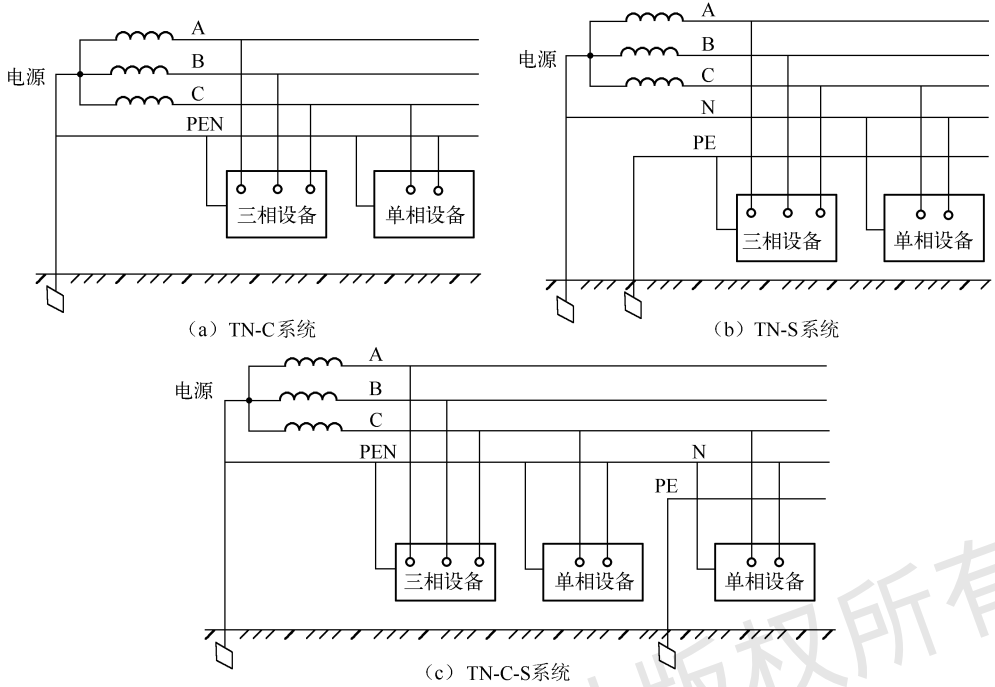 A
B
C
电源
PEN
三相设备
单相设备
(a) TN-C系统
A
B
C
电源
N
PE
三相设备
单相设备
(b) TN-S系统
A
B
C
电源
PEN
N
PE
三相设备
单相设备
单相设备
(c) TN-C-S系统
版权所有